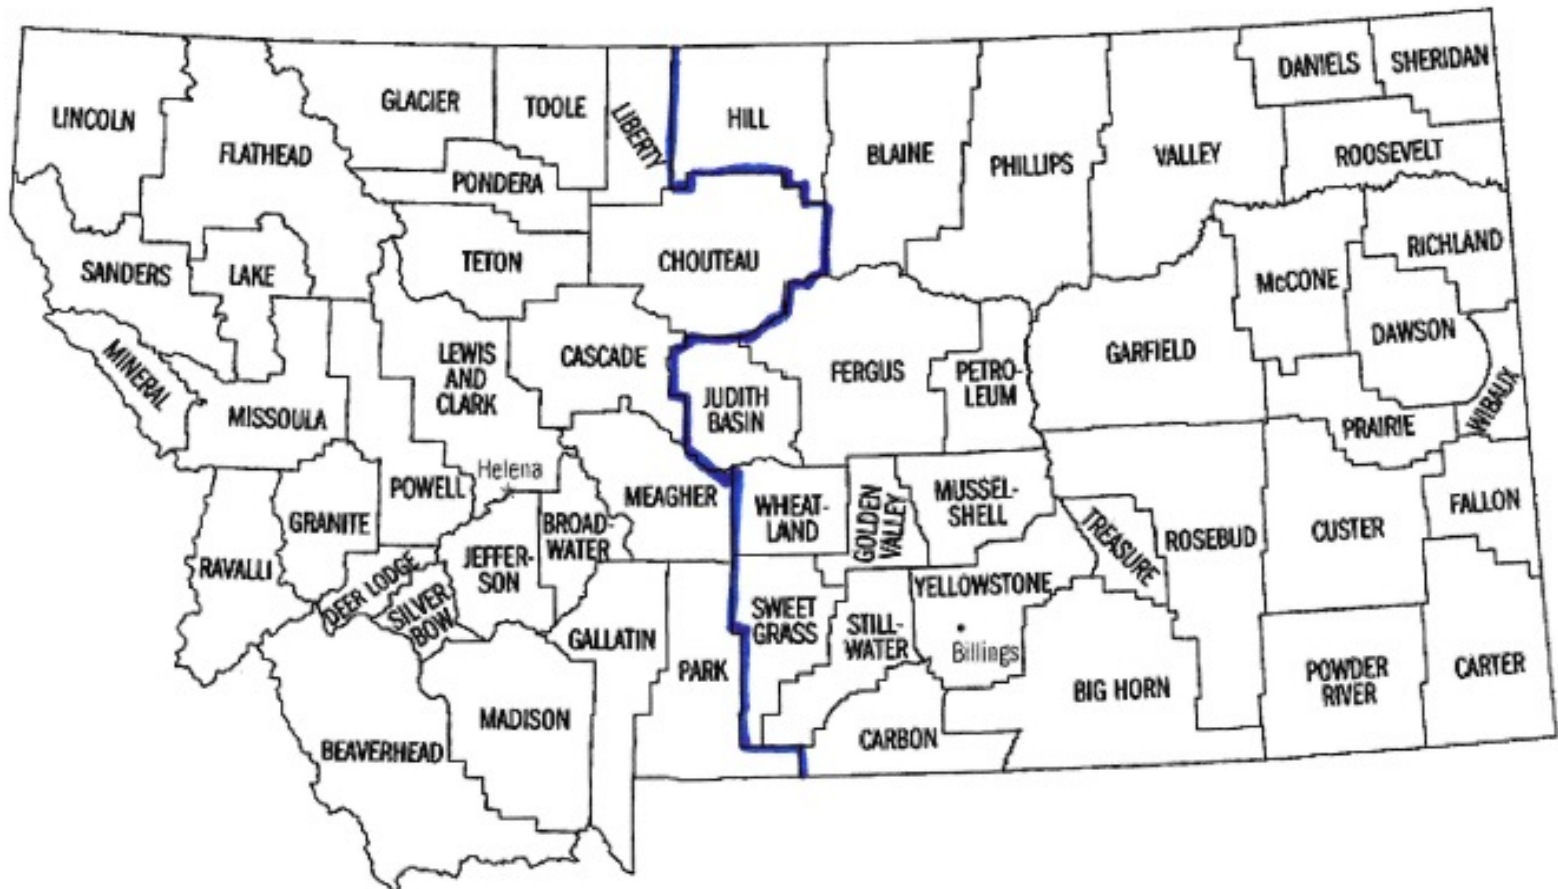 DANIELS
SHERIDAN
GLACIER
TOOLE
LINCOLN
LIBERTY
HILL
FLATHEAD
PONDERA
BLAINE
PHILLIPS
VALLEY
ROOSEVELT
SANDERS
LAKE
TETON
CHOUTEAU
RICHLAND
McCONE
MINERAL
LEWIS
AND
CLARK
CASCADE
JUDITH
BASIN
FERGUS
PETRO-
LEUM
GARFIELD
DAWSON
WIBAUX
MISSOULA
PRAIRIE
Helena
POWELL
GRANITE
MEAGHER
BROAD-
WATER
WHEAT-
LAND
GOLDEN
VALLEY
MUSSEL-
SHELL
TREASURE
ROSEBUD
CUSTER
FALLON
RAVALLI
DEER LODGE
SILVER
BOW
JEFFER-
SON
GALLATIN
PARK
SWEET
GRASS
STILL-
WATER
YELLOWSTONE
Billings
BIG HORN
POWDER
RIVER
CARTER
BEAVERHEAD
MADISON
CARBON